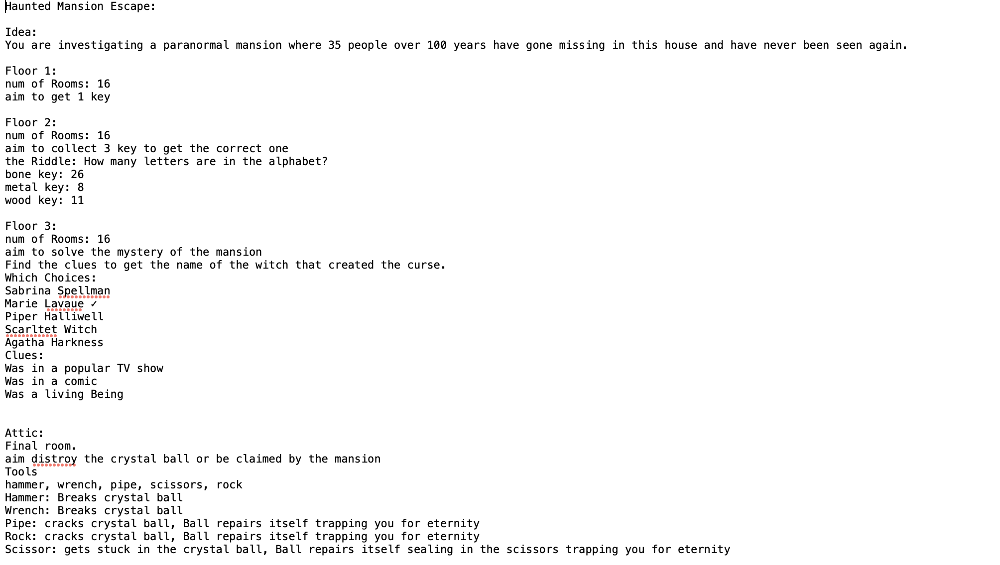 Haunted Mansion Escape:
Idea:
You are investigating a paranormal mansion where 35 people over 100 years have gone missing in this house and have never been seen again.
Floor 1:
num of Rooms: 16
aim to get 1 key
Floor 2:
num of Rooms: 16
aim to collect 3 key to get the correct one
the Riddle: How many letters are in the alphabet?
bone key: 26
metal key: 8
wood key: 11
Floor 3:
num of Rooms: 16
aim to solve the mystery of the mansion
Find the clues to get the name of the witch that created the curse.
Which Choices:
Sabrina Spellman
Marie Lavaue ✓
Piper Halliwell
Scarltet Witch
Agatha Harkness
Clues:
Was in a popular TV show
Was in a comic
Was a living Being
Attic:
Final room.
aim distroy the crystal ball or be claimed by the mansion
Tools
hammer, wrench, pipe, scissors, rock
Hammer: Breaks crystal ball
Wrench: Breaks crystal ball
Pipe: cracks crystal ball, Ball repairs itself trapping you for eternity
Rock: cracks crystal ball, Ball repairs itself trapping you for eternity
Scissor: gets stuck in the crystal ball, Ball repairs itself sealing in the scissors trapping you for eternity